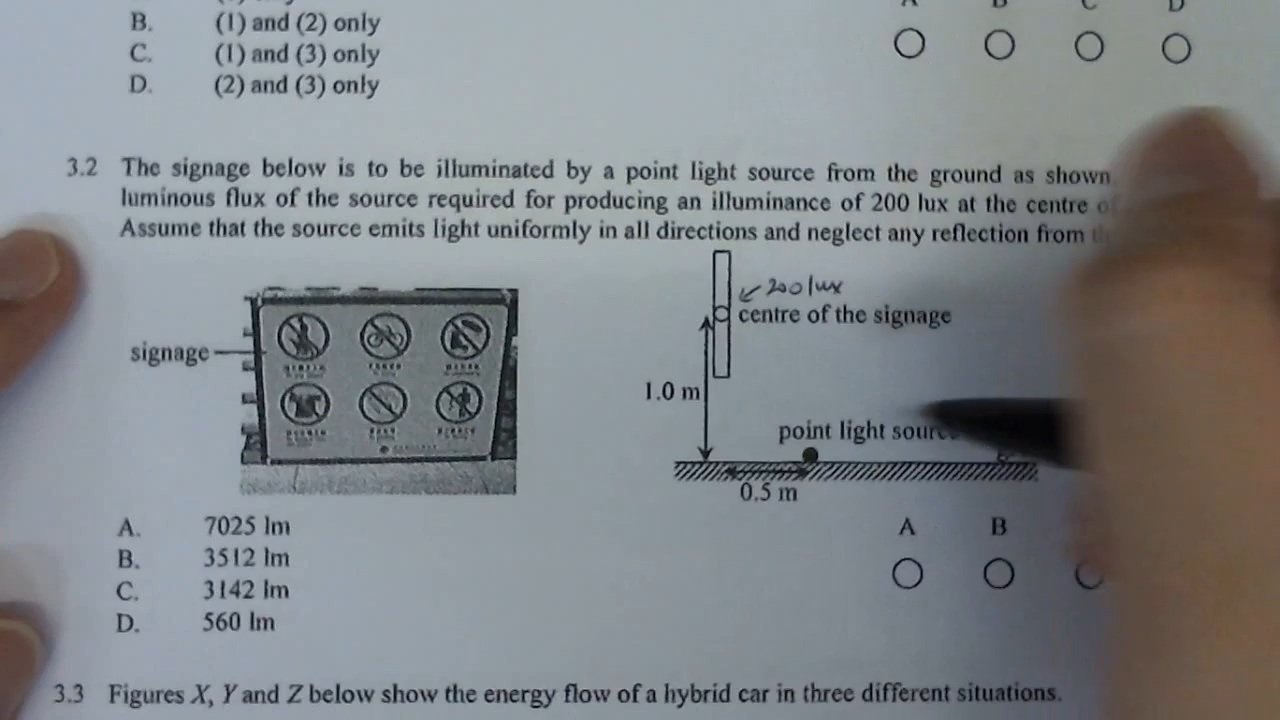 B. (1) and (2) only
C. (1) and (3) only
D. (2) and (3) only
A B C D
3.2 The signage below is to be illuminated by a point light source from the ground as shown
luminous flux of the source required for producing an illuminance of 200 lux at the centre
Assume that the source emits light uniformly in all directions and neglect any reflection from
200 lux
centre of the signage
signage
1.0 m
point light source
0.5 m
A. 7025 lm
B. 3512 lm
C. 3142 lm
D. 560 lm
A B
3.3 Figures X, Y and Z below show the energy flow of a hybrid car in three different situations.